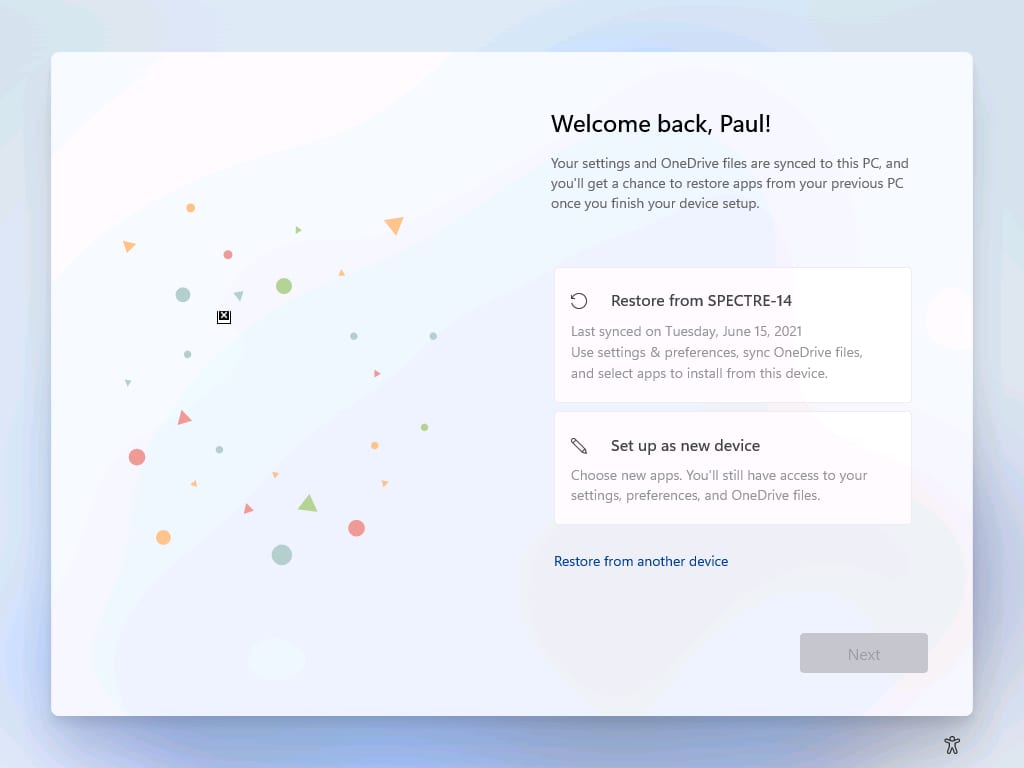 Welcome back, Paul!
Your settings and OneDrive files are synced to this PC, and
you'll get a chance to restore apps from your previous PC
once you finish your device setup.
Restore from SPECTRE-14
Last synced on Tuesday, June 15, 2021
Use settings & preferences, sync OneDrive files,
and select apps to install from this device.
Set up as new device
Choose new apps. You'll still have access to your
settings, preferences, and OneDrive files.
Restore from another device
Next